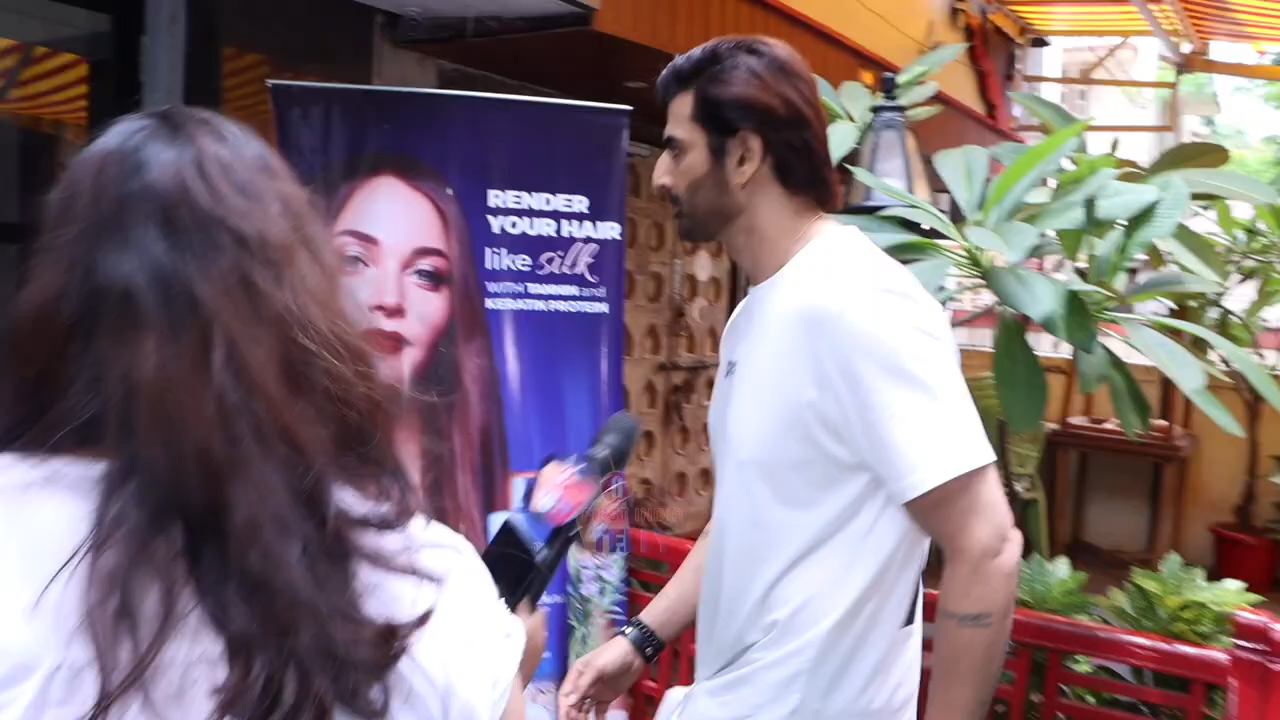 RENDER
YOUR HAIR
like silk
WITH TANNIN and
KERATIN PROTEIN